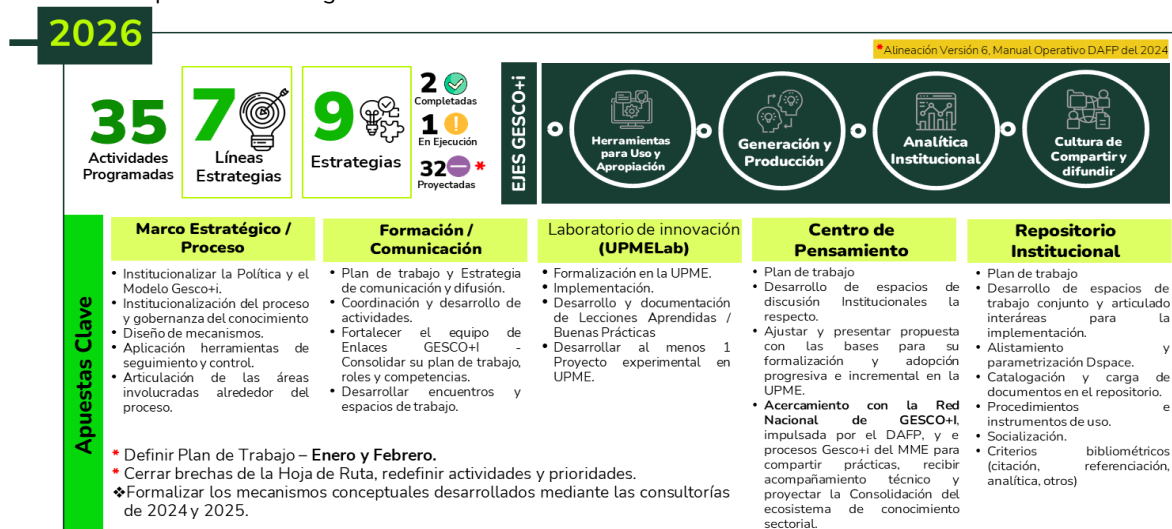 2026
*Alineación Versión 6, Manual Operativo DAFP del 2024
35
Actividades
Programadas
7
Líneas
Estrategias
9
Estrategias
2
Completadas
1
En Ejecución
32 *
Proyectadas
EJES GESCO+i
Herramientas
para Uso y
Apropiación
Generación y
Producción
Analítica
Institucional
Cultura de
Compartir y
difundir
Apuestas Clave
Marco Estratégico /
Proceso
• Institucionalizar la Política y el
Modelo Gesco+i.
• Institucionalización del proceso
y gobernanza del conocimiento
• Diseño de mecanismos.
• Aplicación herramientas de
seguimiento y control.
• Articulación de las áreas
involucradas alrededor del
proceso.
Formación /
Comunicación
• Plan de trabajo y Estrategia
de comunicación y difusión.
• Coordinación y desarrollo de
actividades.
• Fortalecer el equipo de
Enlaces GESCO+I -
Consolidar su plan de trabajo,
roles y competencias.
• Desarrollar encuentros y
espacios de trabajo.
Laboratorio de innovación
(UPMELab)
• Formalización en la UPME.
• Implementación.
• Desarrollo y documentación
de Lecciones Aprendidas /
Buenas Prácticas
• Desarrollar al menos 1
Proyecto experimental en
UPME.
Centro de
Pensamiento
• Plan de trabajo
• Desarrollo de espacios de
discusión Institucionales la
respecto.
• Ajustar y presentar propuesta
con las bases para su
formalización y adopción
progresiva e incremental en la
UPME.
• Acercamiento con la Red
Nacional de GESCO+I,
impulsada por el DAFP, y e
procesos Gesco+i del MME para
compartir prácticas, recibir
acompañamiento técnico y
proyectar la Consolidación del
ecosistema de conocimiento
sectorial.
Repositorio
Institucional
• Plan de trabajo
• Desarrollo de espacios de
trabajo conjunto y articulado
interáreas para la
implementación.
• Alistamiento y
parametrización Dspace.
• Catalogación y carga de
documentos en el repositorio.
• Procedimientos e
instrumentos de uso.
• Socialización.
• Criterios bibliométricos
(citación, referenciación,
analítica, otros)
* Definir Plan de Trabajo – Enero y Febrero.
* Cerrar brechas de la Hoja de Ruta, redefinir actividades y prioridades.
❖Formalizar los mecanismos conceptuales desarrollados mediante las consultorías
de 2024 y 2025.